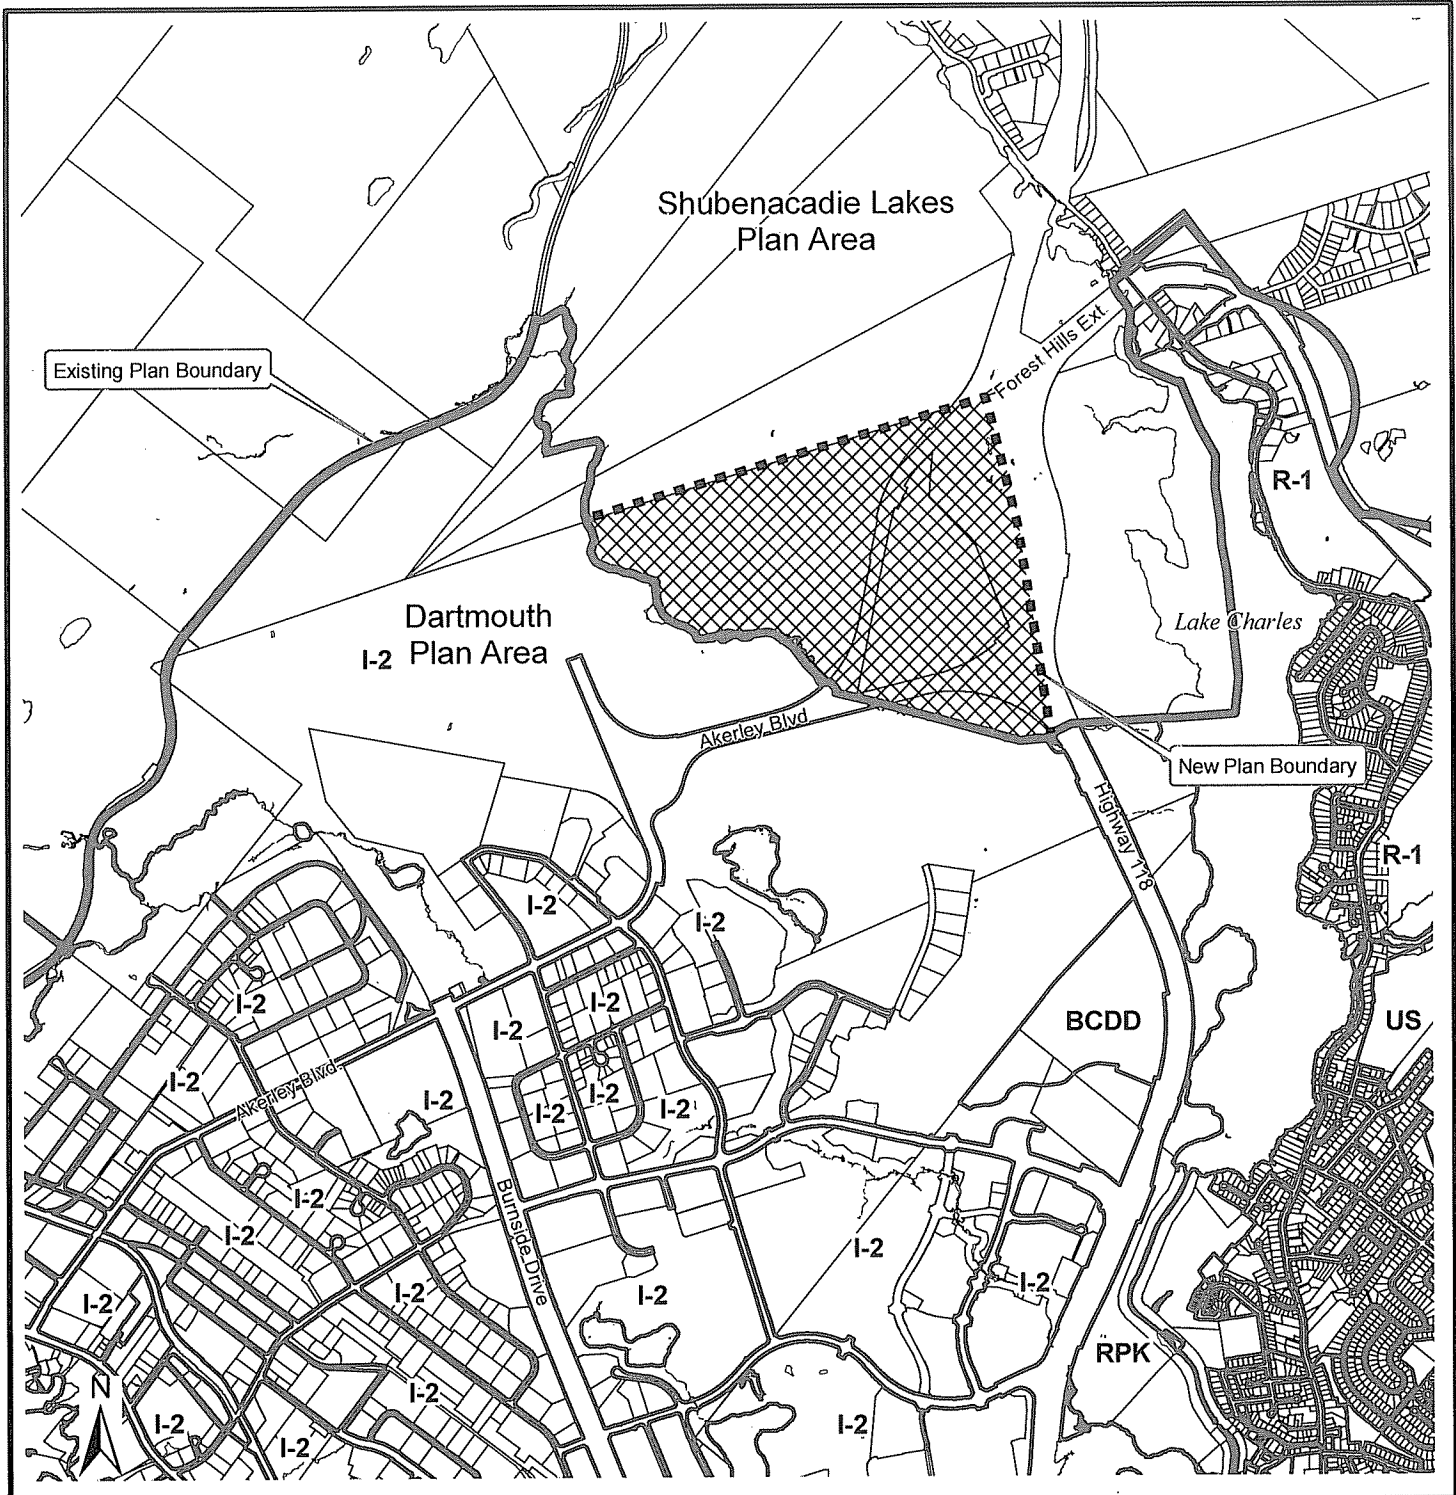 Shubenacadie Lakes
Plan Area
Forest Hills Ext.
Existing Plan Boundary
R-1
Dartmouth
Plan Area
I-2
Lake Charles
Akerley Blvd
New Plan Boundary
Highway 118
R-1
I-2
I-2
I-2
I-2
I-2
BCDD
US
I-2
Akerley Blvd
I-2
I-2
I-2
I-2
Burnside Drive
I-2
I-2
I-2
I-2
I-2
I-2
I-2
RPK
N
I-2
I-2
I-2
I-2